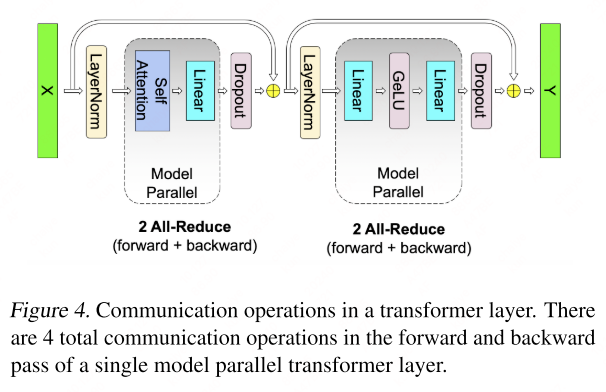 X
LayerNorm
Self
Attention
Linear
Dropout
LayerNorm
Linear
GeLU
Linear
Dropout
Y
Model
Parallel
Model
Parallel
2 All-Reduce
(forward + backward)
2 All-Reduce
(forward + backward)
Figure 4. Communication operations in a transformer layer. There
are 4 total communication operations in the forward and backward
pass of a single model parallel transformer layer.